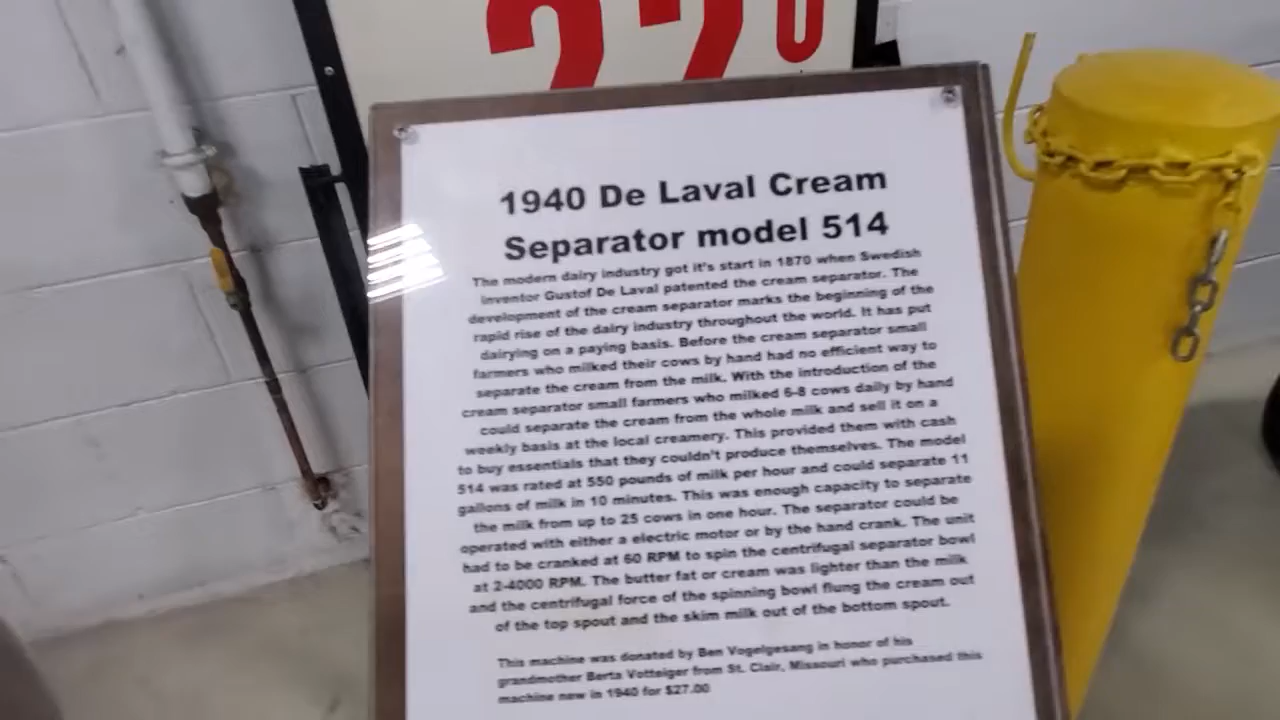 1940 De Laval Cream
Separator model 514
The modern dairy industry got it's start in 1870 when Swedish
inventor Gustof De Laval patented the cream separator. The
development of the cream separator marks the beginning of the
rapid rise of the dairy industry throughout the world. It has put
dairying on a paying basis. Before the cream separator small
farmers who milked their cows by hand had no efficient way to
separate the cream from the milk. With the introduction of the
cream separator small farmers who milked 6-8 cows daily by hand
could separate the cream from the whole milk and sell it on a
weekly basis at the local creamery. This provided them with cash
to buy essentials that they couldn't produce themselves. The model
514 was rated at 550 pounds of milk per hour and could separate 11
gallons of milk in 10 minutes. This was enough capacity to separate
the milk from up to 25 cows in one hour. The separator could be
operated with either a electric motor or by the hand crank. The unit
had to be cranked at 60 RPM to spin the centrifugal separator bowl
at 2-4000 RPM. The butter fat or cream was lighter than the milk
and the centrifugal force of the spinning bowl flung the cream out
of the top spout and the skim milk out of the bottom spout.
This machine was donated by Ben Vogelgesang in honor of his
grandmother Berta Votteiger from St. Clair, Missouri who purchased this
machine new in 1940 for $27.00